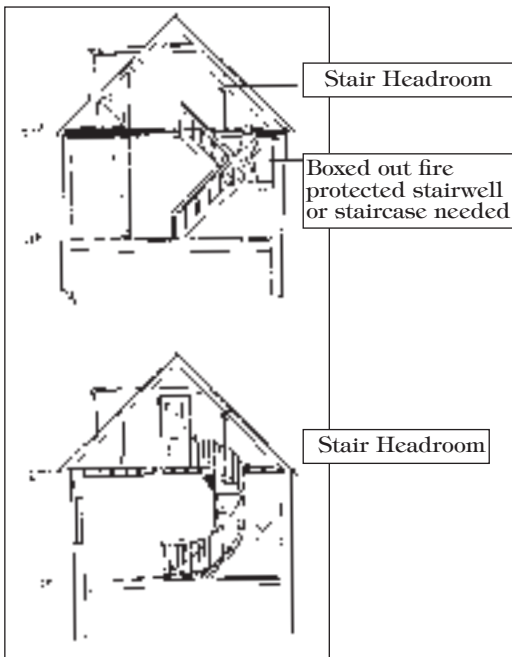 Stair Headroom
Boxed out fire
protected stairwell
or staircase needed
Stair Headroom